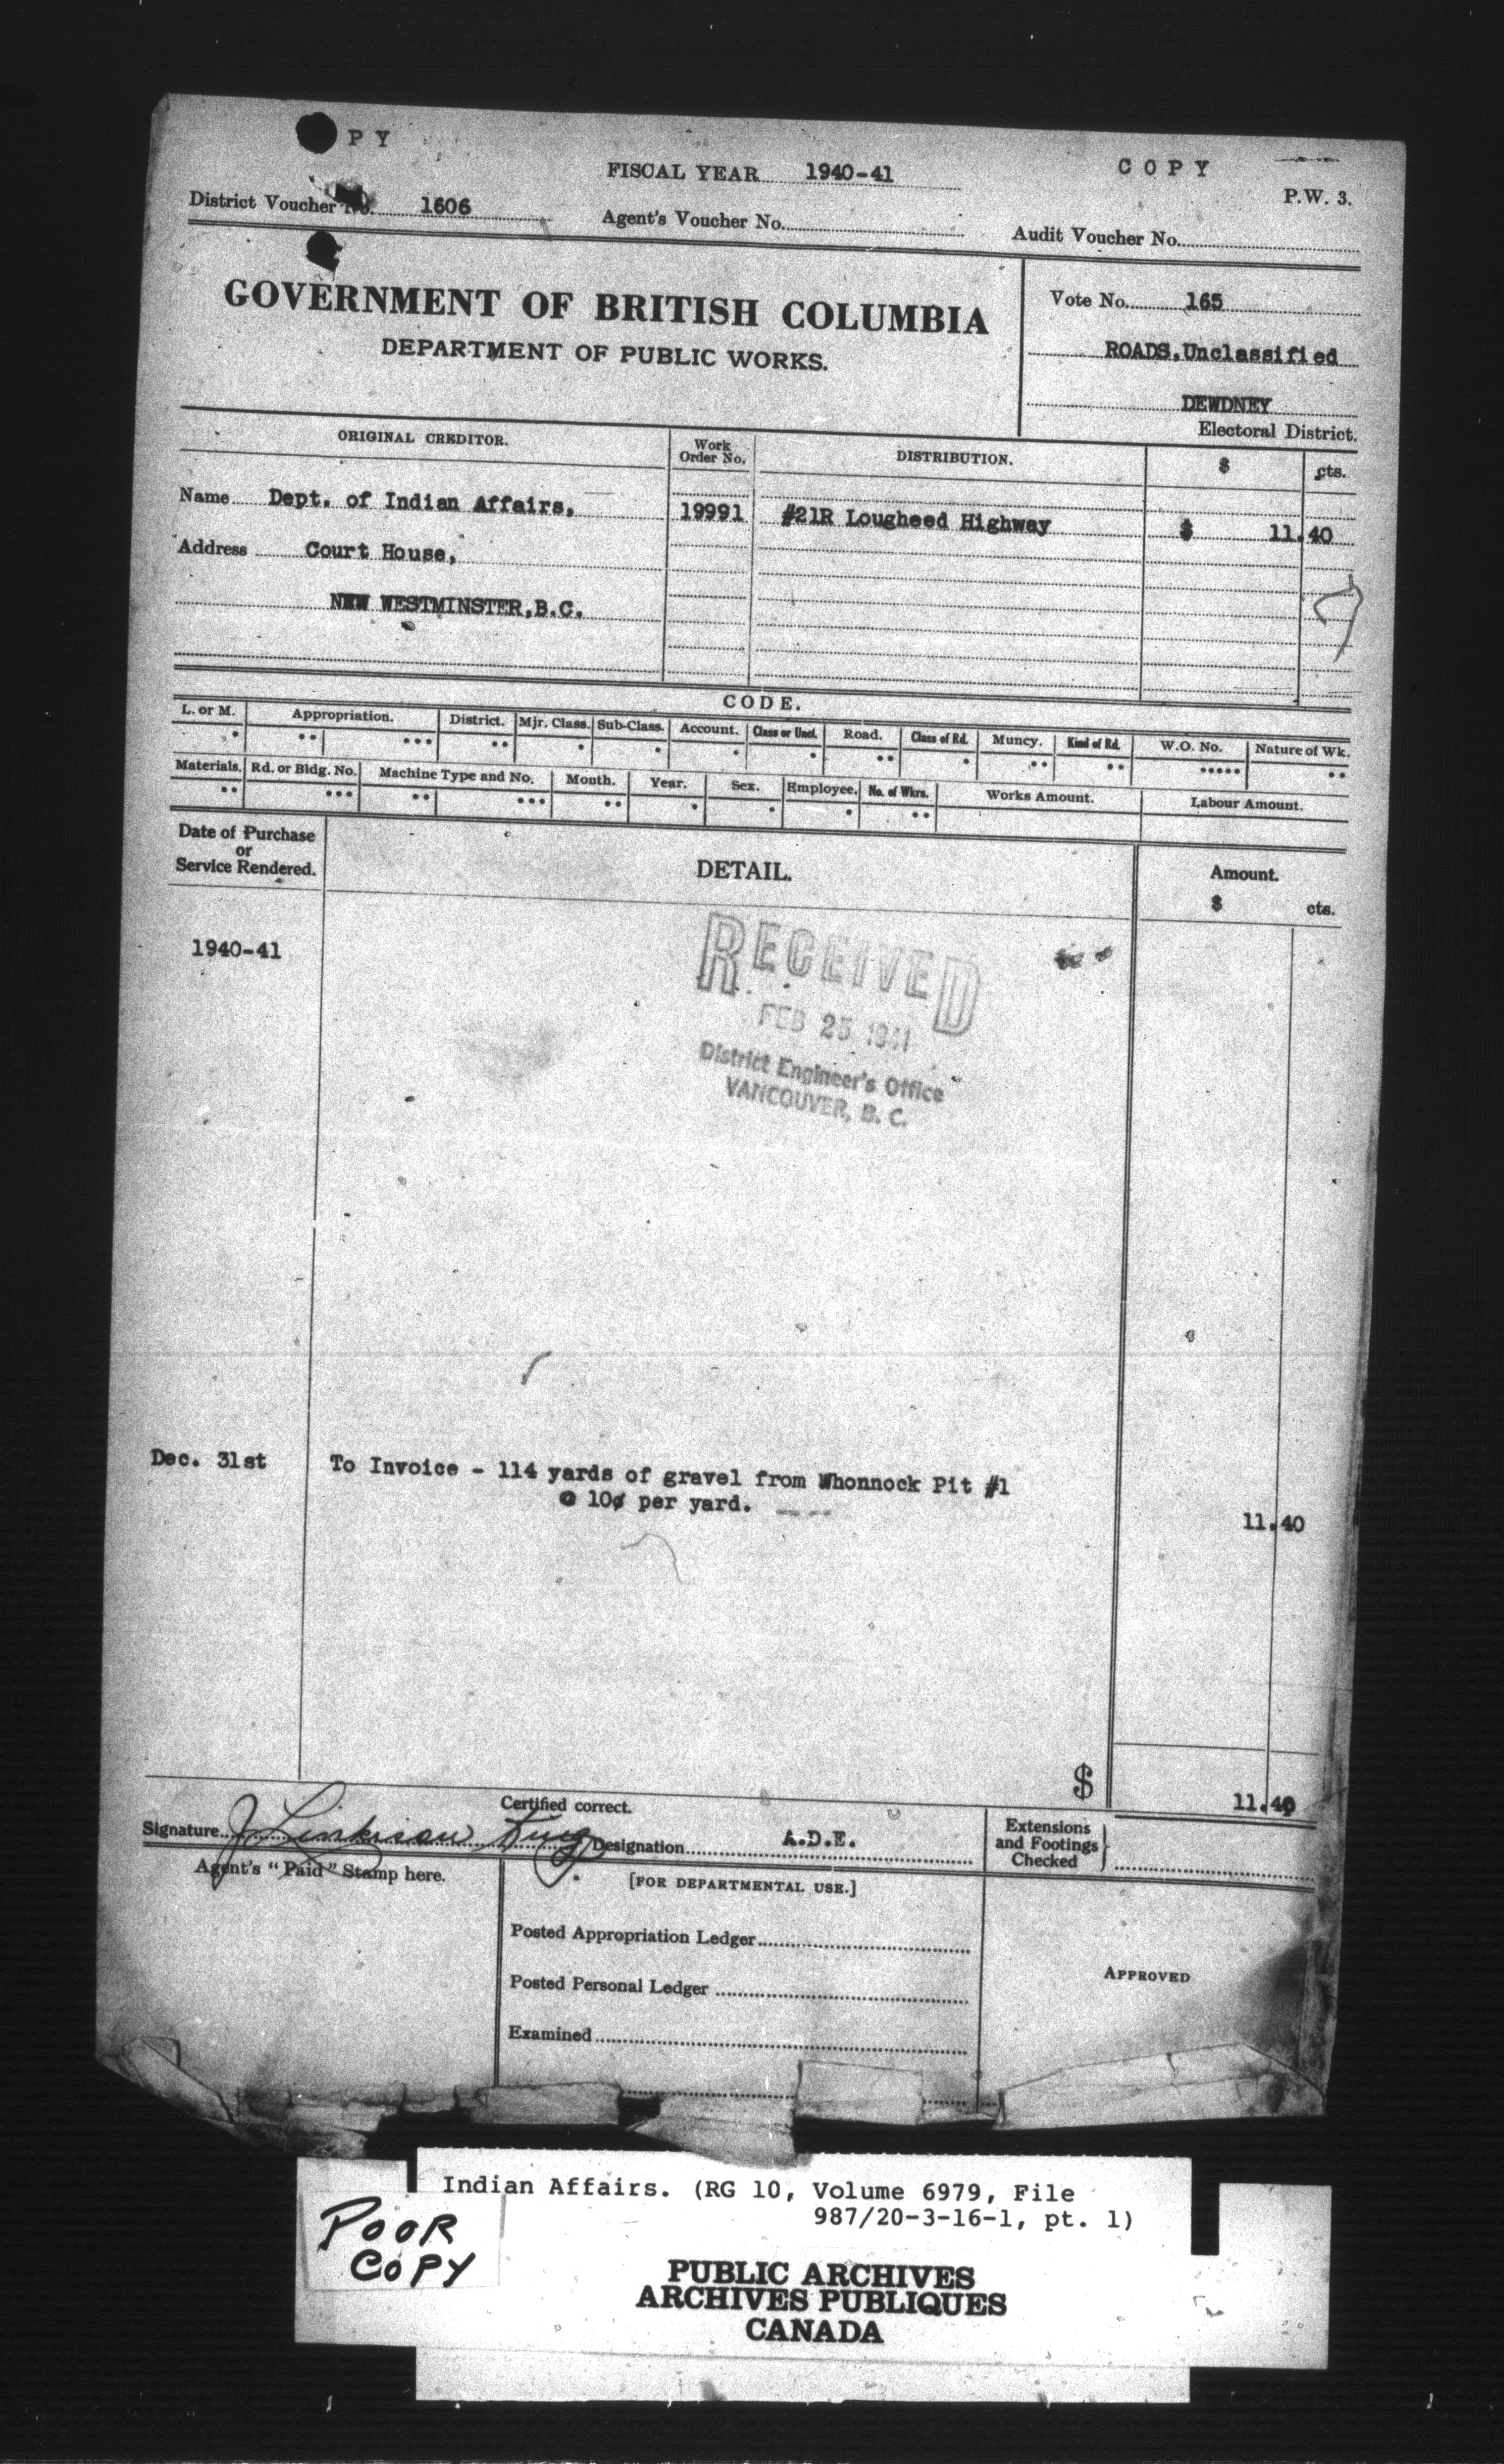 PY
COPY
FISCAL YEAR 1940-41
P.W. 3.
District Voucher No. 1606
Agent's Voucher No.
Audit Voucher No.
GOVERNMENT OF BRITISH COLUMBIA
DEPARTMENT OF PUBLIC WORKS.
Vote No. 165
ROADS,Unclassified
DEWDNEY
Electoral District.
ORIGINAL CREDITOR.
Work Order No.
DISTRIBUTION.
$ cts.
Name Dept. of Indian Affairs,
19991 #21R Lougheed Highway $ 11.40
Address Court House,
NEW WESTMINSTER,B.C.
CODE.
L. or M. Appropriation. District. Mjr. Class. Sub-Class. Account. Class or Uncl. Road. Class of Rd. Muncy. Kind of Rd. W.O. No. Nature of Wk.
Materials. Rd. or Bldg. No. Machine Type and No. Month. Year. Sex. Employee. No. of Wkrs. Works Amount. Labour Amount.
Date of Purchase
or
Service Rendered.
DETAIL.
Amount.
$ cts.
1940-41
RECEIVED
FEB 25 1941
District Engineer's Office
VANCOUVER, B. C.
Dec. 31st To Invoice - 114 yards of gravel from Whonnock Pit #1
@ 10¢ per yard.
11.40
$ 11.40
Certified correct.
Signature J. King Designation A.D.E.
Extensions
and Footings
Checked
Agent's "Paid" Stamp here.
[FOR DEPARTMENTAL USE.]
Posted Appropriation Ledger
Posted Personal Ledger
Examined
APPROVED
Indian Affairs. (RG 10, Volume 6979, File
987/20-3-16-1, pt. 1)
POOR
COPY
PUBLIC ARCHIVES
ARCHIVES PUBLIQUES
CANADA